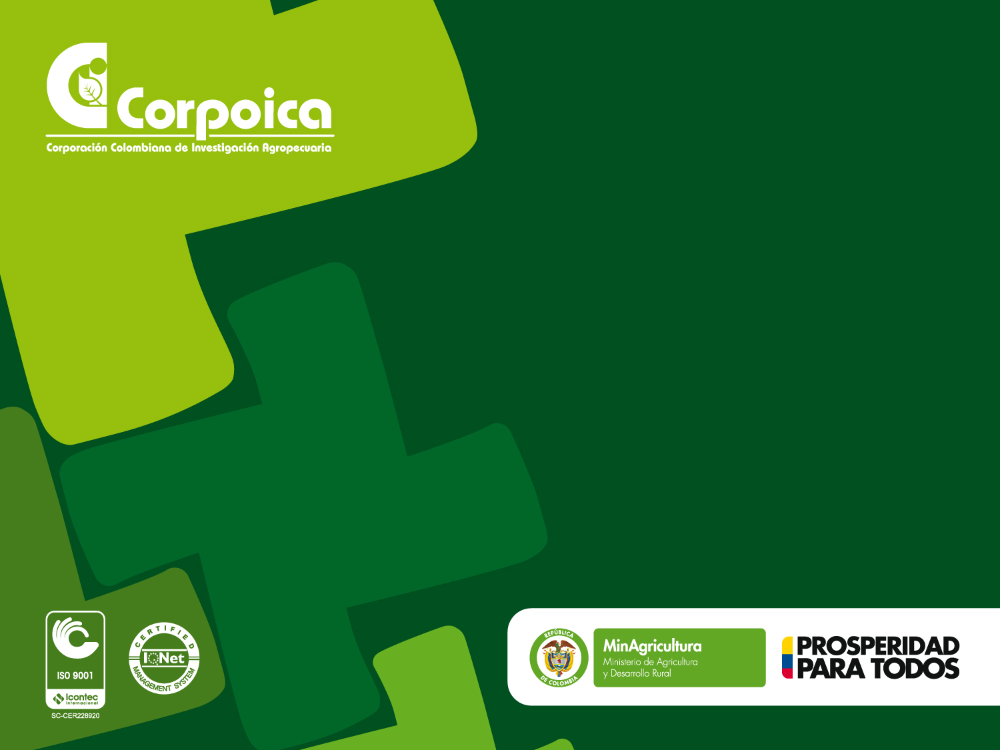 Corpoica
Corporación Colombiana de Investigación Agropecuaria
ISO 9001
icontec
internacional
SC-CER228920
CERTIFIED
IQNet
MANAGEMENT SYSTEM
REPÚBLICA
DE COLOMBIA
MinAgricultura
Ministerio de Agricultura
y Desarrollo Rural
PROSPERIDAD
PARA TODOS